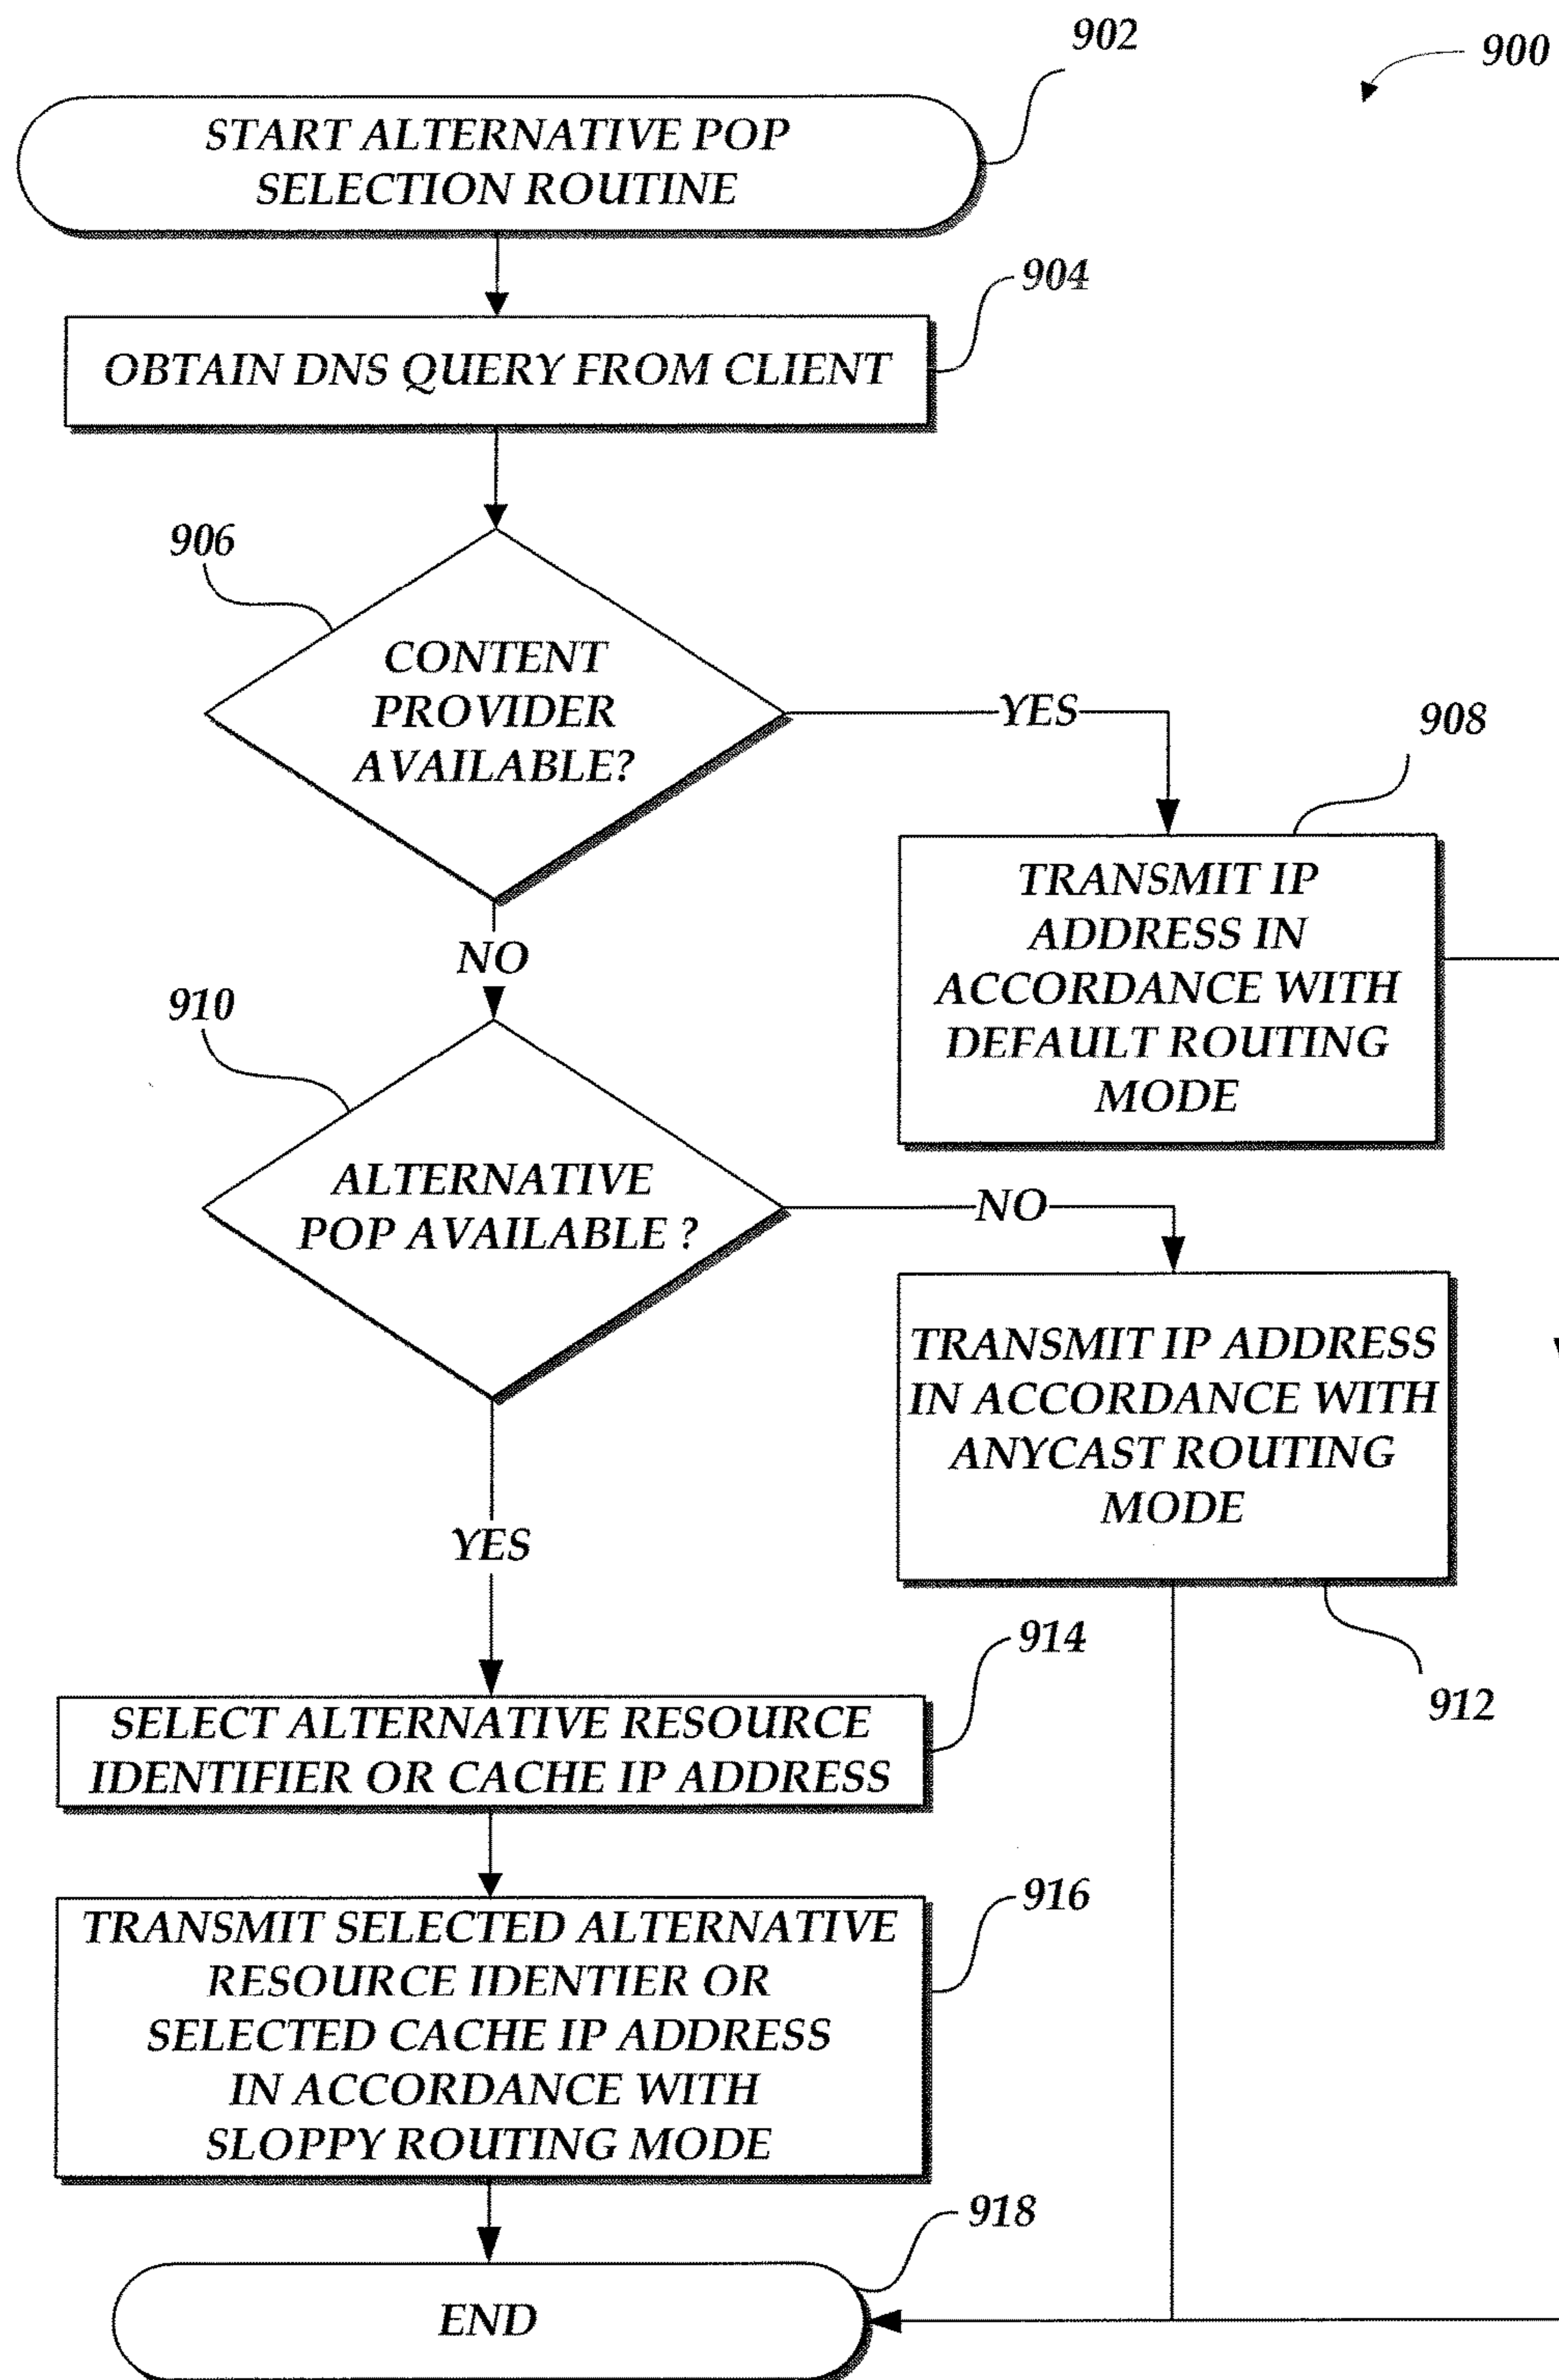 902
900
START ALTERNATIVE POP
SELECTION ROUTINE
904
OBTAIN DNS QUERY FROM CLIENT
906
CONTENT
PROVIDER
AVAILABLE?
YES
908
TRANSMIT IP
ADDRESS IN
ACCORDANCE WITH
DEFAULT ROUTING
MODE
NO
910
ALTERNATIVE
POP AVAILABLE ?
NO
TRANSMIT IP ADDRESS
IN ACCORDANCE WITH
ANYCAST ROUTING
MODE
912
YES
914
SELECT ALTERNATIVE RESOURCE
IDENTIFIER OR CACHE IP ADDRESS
916
TRANSMIT SELECTED ALTERNATIVE
RESOURCE IDENTIER OR
SELECTED CACHE IP ADDRESS
IN ACCORDANCE WITH
SLOPPY ROUTING MODE
918
END